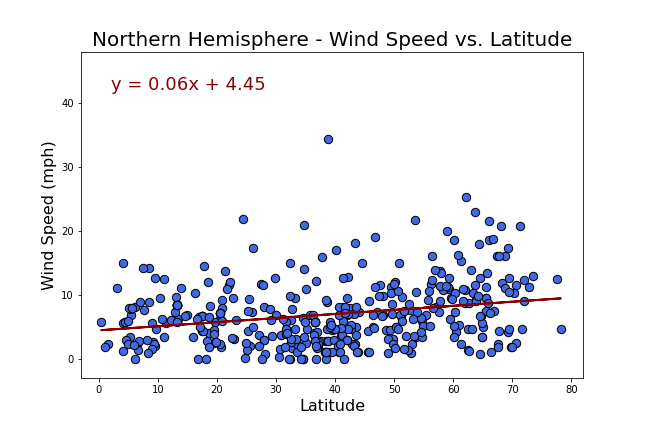 Northern Hemisphere - Wind Speed vs. Latitude
y = 0.06x + 4.45
Wind Speed (mph)
40
30
20
10
0
0 10 20 30 40 50 60 70 80
Latitude